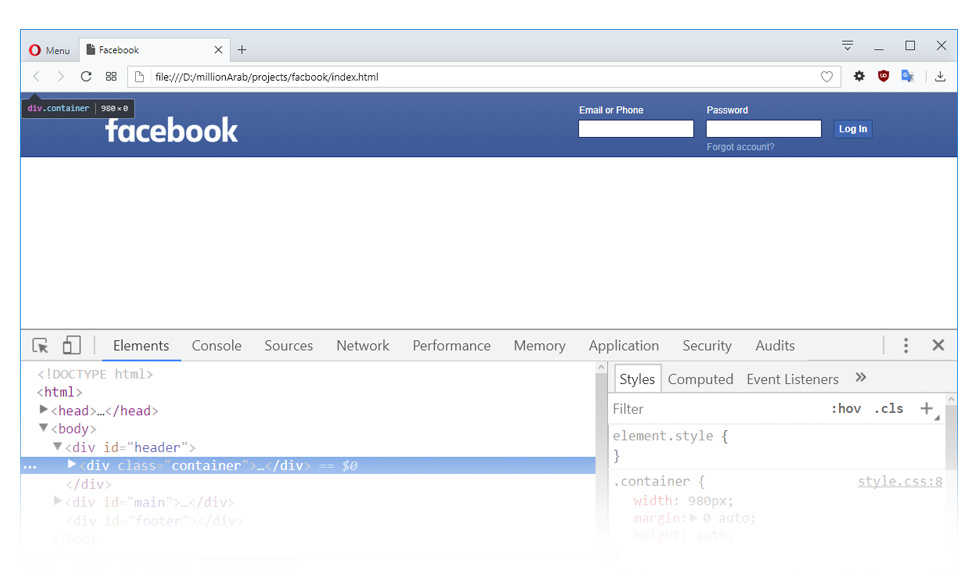 Menu
Facebook
file:///D:/millionArab/projects/facbook/index.html
div.container | 980×0
facebook
Email or Phone
Password
Log In
Forgot account?
Elements Console Sources Network Performance Memory Application Security Audits
<!DOCTYPE html>
<html>
<head>…</head>
<body>
<div id="header">
<div class="container">…</div> == $0
</div>
<div id="main">…</div>
<div id="footer"></div>
</body>
Styles Computed Event Listeners »
Filter :hov .cls +
element.style {
}
.container { style.css:8
width: 980px;
margin: 0 auto;
height: auto;